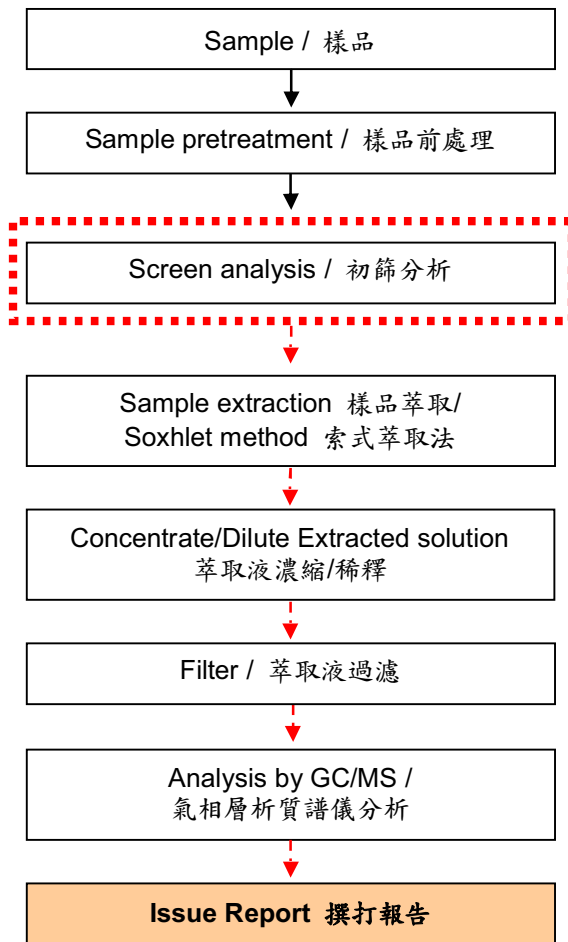 Sample / 樣品
Sample pretreatment / 樣品前處理
Screen analysis / 初篩分析
Sample extraction 樣品萃取/
Soxhlet method 索式萃取法
Concentrate/Dilute Extracted solution
萃取液濃縮/稀釋
Filter / 萃取液過濾
Analysis by GC/MS /
氣相層析質譜儀分析
Issue Report 撰打報告